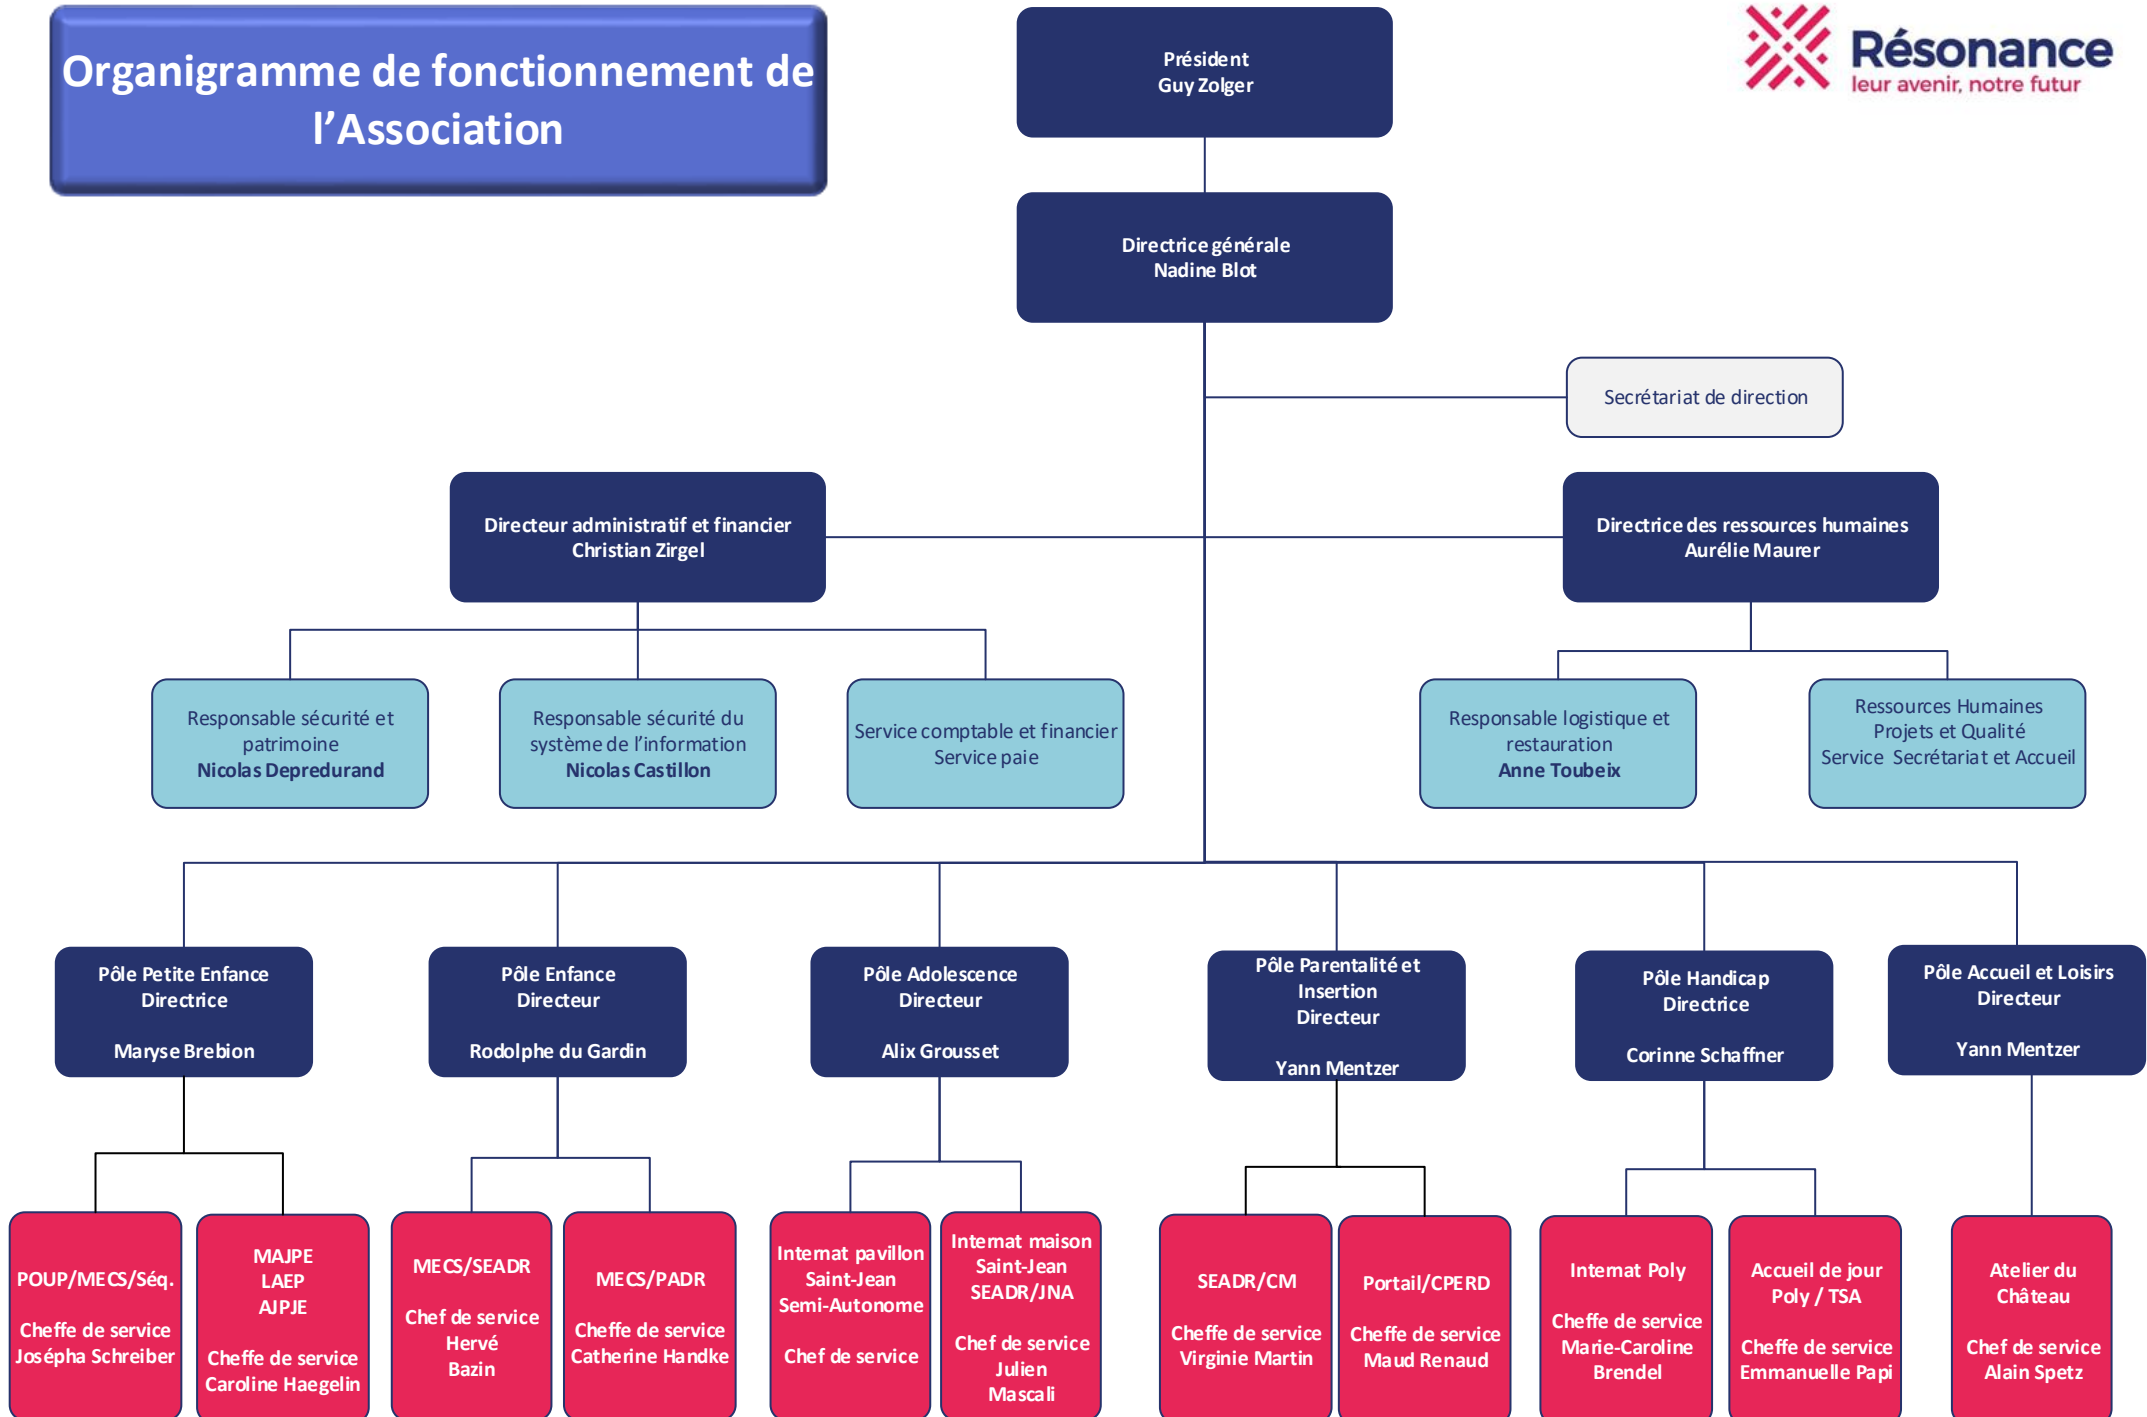 Organigramme de fonctionnement de
l’Association
Président
Guy Zolger
Résonance
leur avenir, notre futur
Directrice générale
Nadine Blot
Secrétariat de direction
Directeur administratif et financier
Christian Zirgel
Directrice des ressources humaines
Aurélie Maurer
Responsable sécurité et
patrimoine
Nicolas Depredurand
Responsable sécurité du
système de l’information
Nicolas Castillon
Service comptable et financier
Service paie
Responsable logistique et
restauration
Anne Toubeix
Ressources Humaines
Projets et Qualité
Service Secrétariat et Accueil
Pôle Petite Enfance
Directrice
Maryse Brebion
Pôle Enfance
Directeur
Rodolphe du Gardin
Pôle Adolescence
Directeur
Alix Grousset
Pôle Parentalité et
Insertion
Directeur
Yann Mentzer
Pôle Handicap
Directrice
Corinne Schaffner
Pôle Accueil et Loisirs
Directeur
Yann Mentzer
POUP/MECS/Séq.
Cheffe de service
Josépha Schreiber
MAJPE
LAEP
AJPJE
Cheffe de service
Caroline Haegelin
MECS/SEADR
Chef de service
Hervé
Bazin
MECS/PADR
Cheffe de service
Catherine Handke
Internat pavillon
Saint-Jean
Semi-Autonome
Chef de service
Internat maison
Saint-Jean
SEADR/JNA
Chef de service
Julien
Mascali
SEADR/CM
Cheffe de service
Virginie Martin
Portail/CPERD
Cheffe de service
Maud Renaud
Internat Poly
Cheffe de service
Marie-Caroline
Brendel
Accueil de jour
Poly / TSA
Cheffe de service
Emmanuelle Papi
Atelier du
Château
Chef de service
Alain Spetz